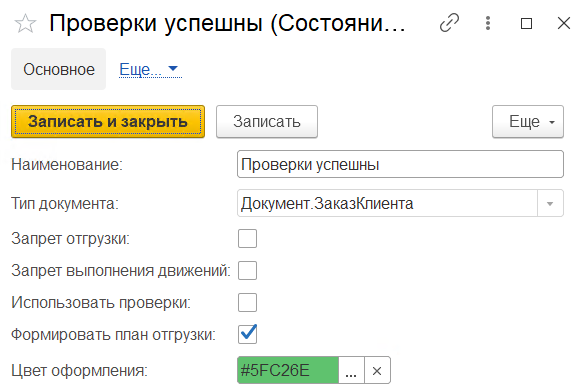 Проверки успешны (Состояни...
Основное Еще...
Записать и закрыть Записать Еще
Наименование: Проверки успешны
Тип документа: Документ.ЗаказКлиента
Запрет отгрузки:
Запрет выполнения движений:
Использовать проверки:
Формировать план отгрузки:
Цвет оформления: #5FC26E ... ×